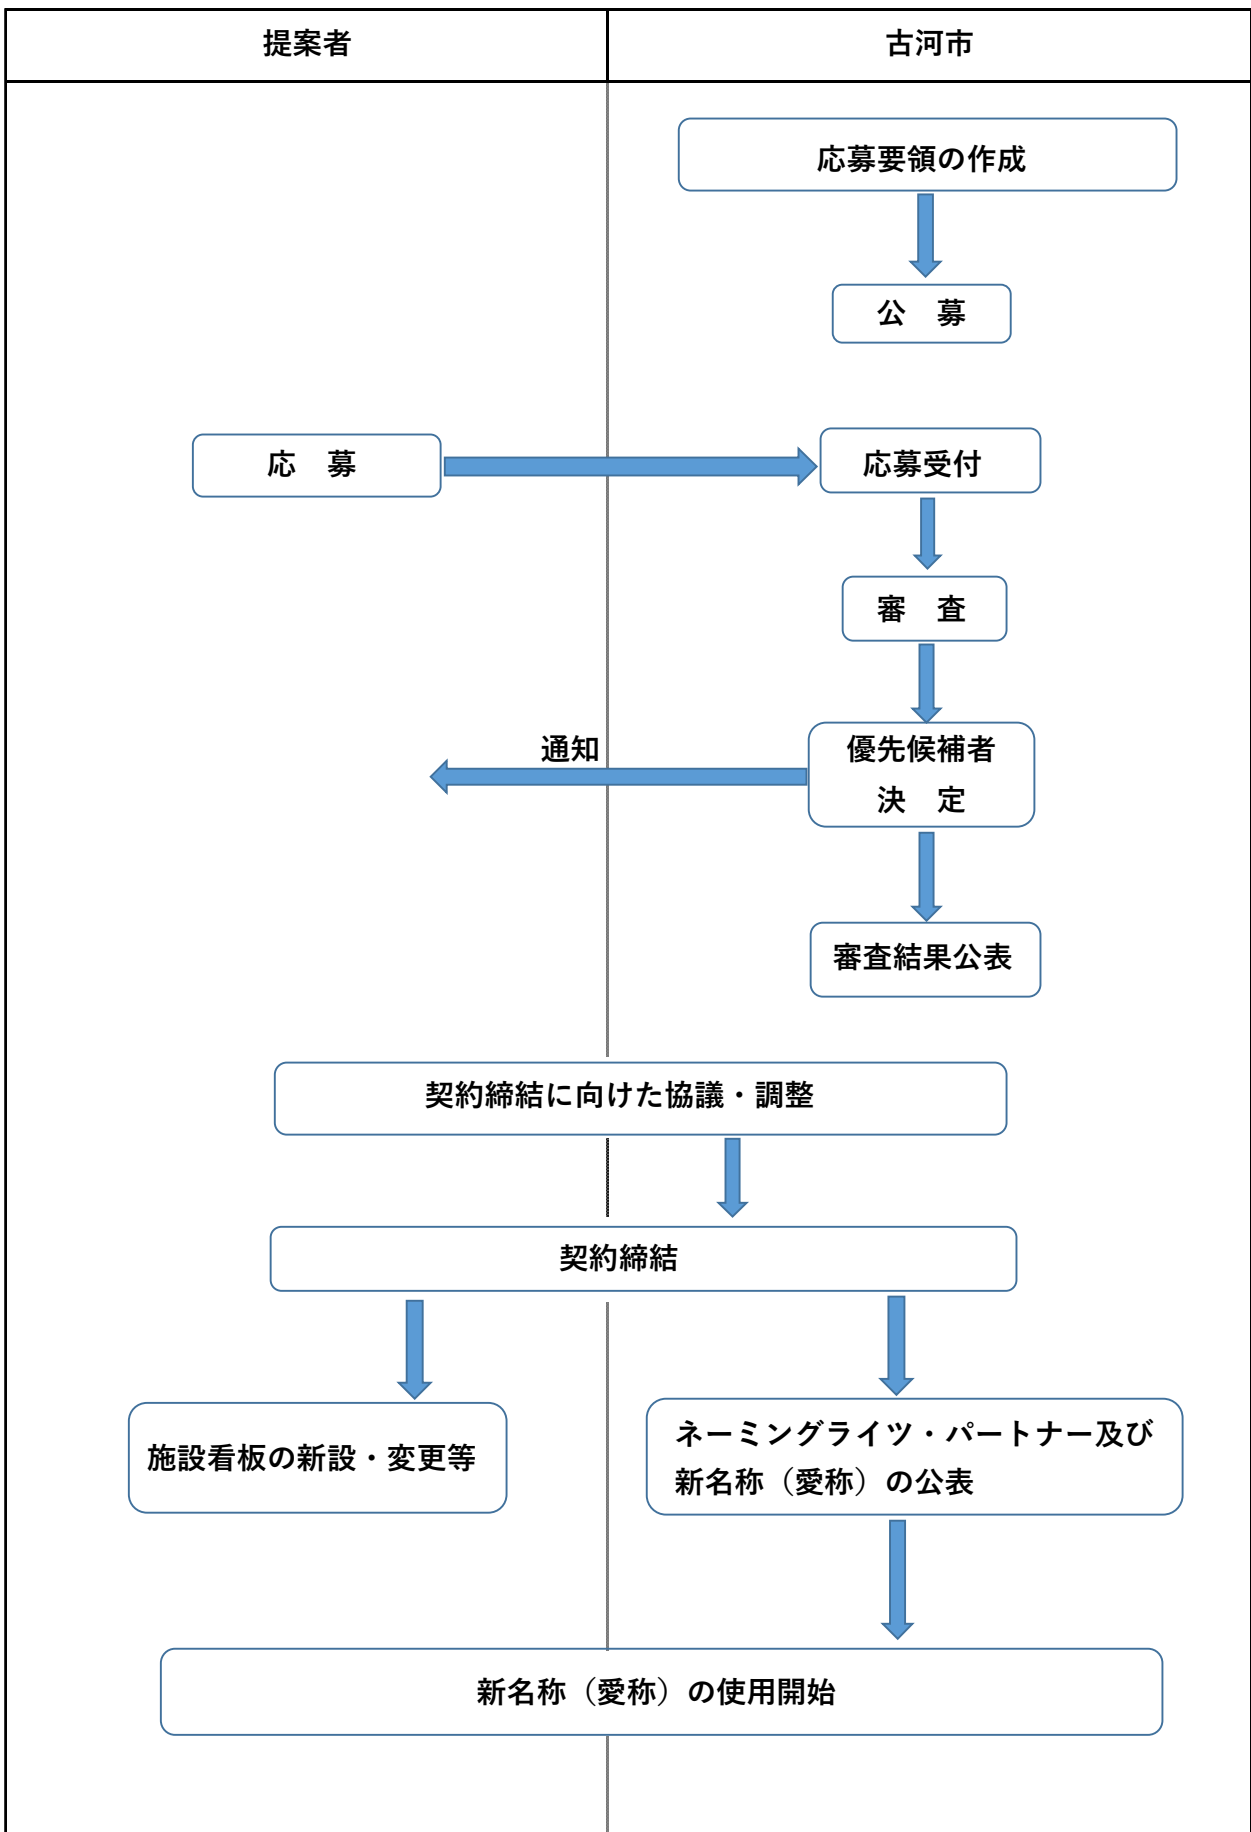 提案者
古河市
応募要領の作成
公　募
応　募
応募受付
審　査
通知
優先候補者
決　定
審査結果公表
契約締結に向けた協議・調整
契約締結
施設看板の新設・変更等
ネーミングライツ・パートナー及び
新名称（愛称）の公表
新名称（愛称）の使用開始